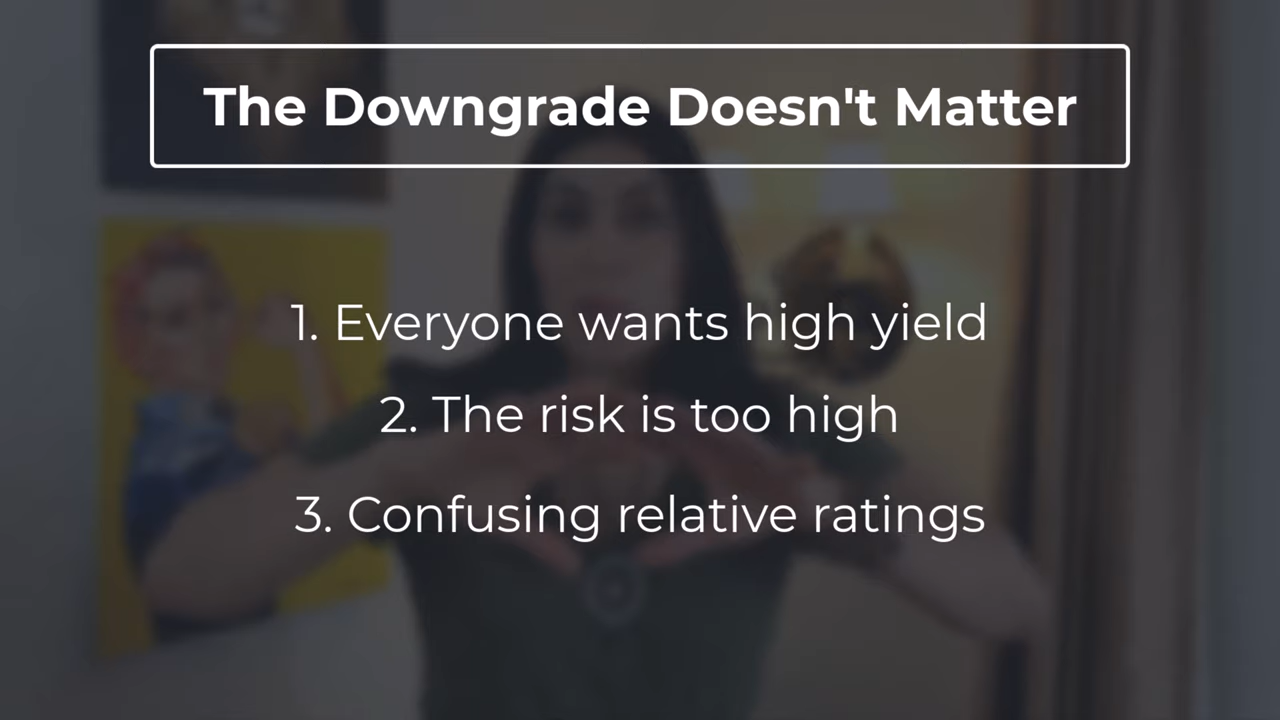 The Downgrade Doesn't Matter
1. Everyone wants high yield
2. The risk is too high
3. Confusing relative ratings